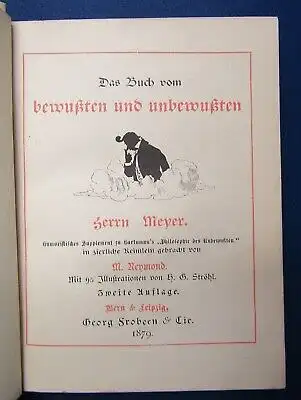 Das Buch vom
bewußten und unbewußten
Herrn Meyer.
Humoristisches Supplement zu Hartmann's „Philosophie des Unbewußten"
in zierliche Reimlein gebracht von
M. Reymond.
Mit 95 Illustrationen von H. G. Ströhl.
Zweite Auflage.
Bern & Leipzig,
Georg Frobeen & Cie.
1879.